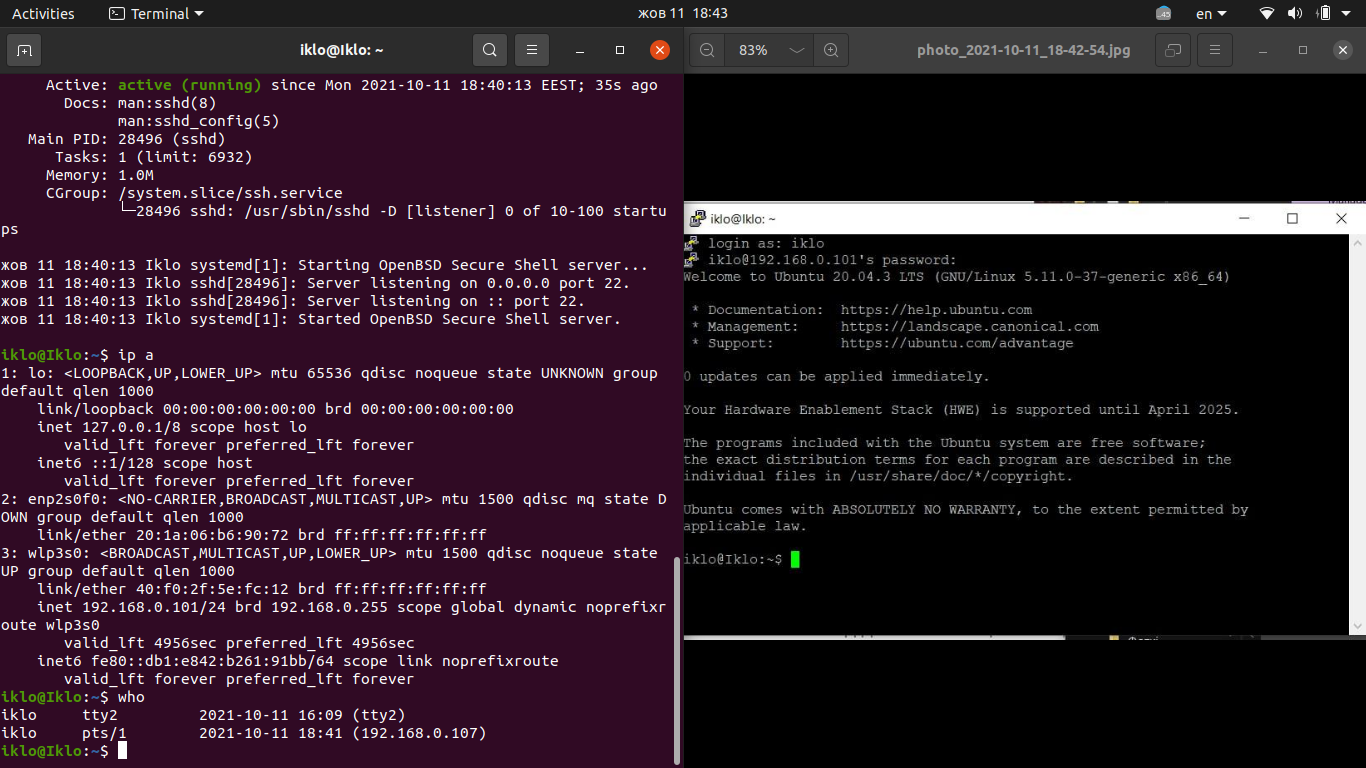 Activities
Terminal
жов 11 18:43
en
iklo@Iklo: ~
83%
photo_2021-10-11_18-42-54.jpg
Active: active (running) since Mon 2021-10-11 18:40:13 EEST; 35s ago
Docs: man:sshd(8)
man:sshd_config(5)
Main PID: 28496 (sshd)
Tasks: 1 (limit: 6932)
Memory: 1.0M
CGroup: /system.slice/ssh.service
└─28496 sshd: /usr/sbin/sshd -D [listener] 0 of 10-100 startu
ps
жов 11 18:40:13 Iklo systemd[1]: Starting OpenBSD Secure Shell server...
жов 11 18:40:13 Iklo sshd[28496]: Server listening on 0.0.0.0 port 22.
жов 11 18:40:13 Iklo sshd[28496]: Server listening on :: port 22.
жов 11 18:40:13 Iklo systemd[1]: Started OpenBSD Secure Shell server.
iklo@Iklo:~$ ip a
1: lo: <LOOPBACK,UP,LOWER_UP> mtu 65536 qdisc noqueue state UNKNOWN group
default qlen 1000
link/loopback 00:00:00:00:00:00 brd 00:00:00:00:00:00
inet 127.0.0.1/8 scope host lo
valid_lft forever preferred_lft forever
inet6 ::1/128 scope host
valid_lft forever preferred_lft forever
2: enp2s0f0: <NO-CARRIER,BROADCAST,MULTICAST,UP> mtu 1500 qdisc mq state D
OWN group default qlen 1000
link/ether 20:1a:06:b6:90:72 brd ff:ff:ff:ff:ff:ff
3: wlp3s0: <BROADCAST,MULTICAST,UP,LOWER_UP> mtu 1500 qdisc noqueue state
UP group default qlen 1000
link/ether 40:f0:2f:5e:fc:12 brd ff:ff:ff:ff:ff:ff
inet 192.168.0.101/24 brd 192.168.0.255 scope global dynamic noprefixr
oute wlp3s0
valid_lft 4956sec preferred_lft 4956sec
inet6 fe80::db1:e842:b261:91bb/64 scope link noprefixroute
valid_lft forever preferred_lft forever
iklo@Iklo:~$ who
iklo tty2 2021-10-11 16:09 (tty2)
iklo pts/1 2021-10-11 18:41 (192.168.0.107)
iklo@Iklo:~$
iklo@Iklo: ~
login as: iklo
iklo@192.168.0.101's password:
Welcome to Ubuntu 20.04.3 LTS (GNU/Linux 5.11.0-37-generic x86_64)
* Documentation: https://help.ubuntu.com
* Management: https://landscape.canonical.com
* Support: https://ubuntu.com/advantage
0 updates can be applied immediately.
Your Hardware Enablement Stack (HWE) is supported until April 2025.
The programs included with the Ubuntu system are free software;
the exact distribution terms for each program are described in the
individual files in /usr/share/doc/*/copyright.
Ubuntu comes with ABSOLUTELY NO WARRANTY, to the extent permitted by
applicable law.
iklo@Iklo:~$